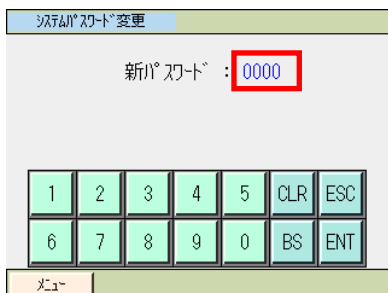 ｼｽﾃﾑﾊﾟｽﾜｰﾄﾞ変更
新ﾊﾟｽﾜｰﾄﾞ : 0000
1 2 3 4 5 CLR ESC
6 7 8 9 0 BS ENT
ﾒﾆｭｰ